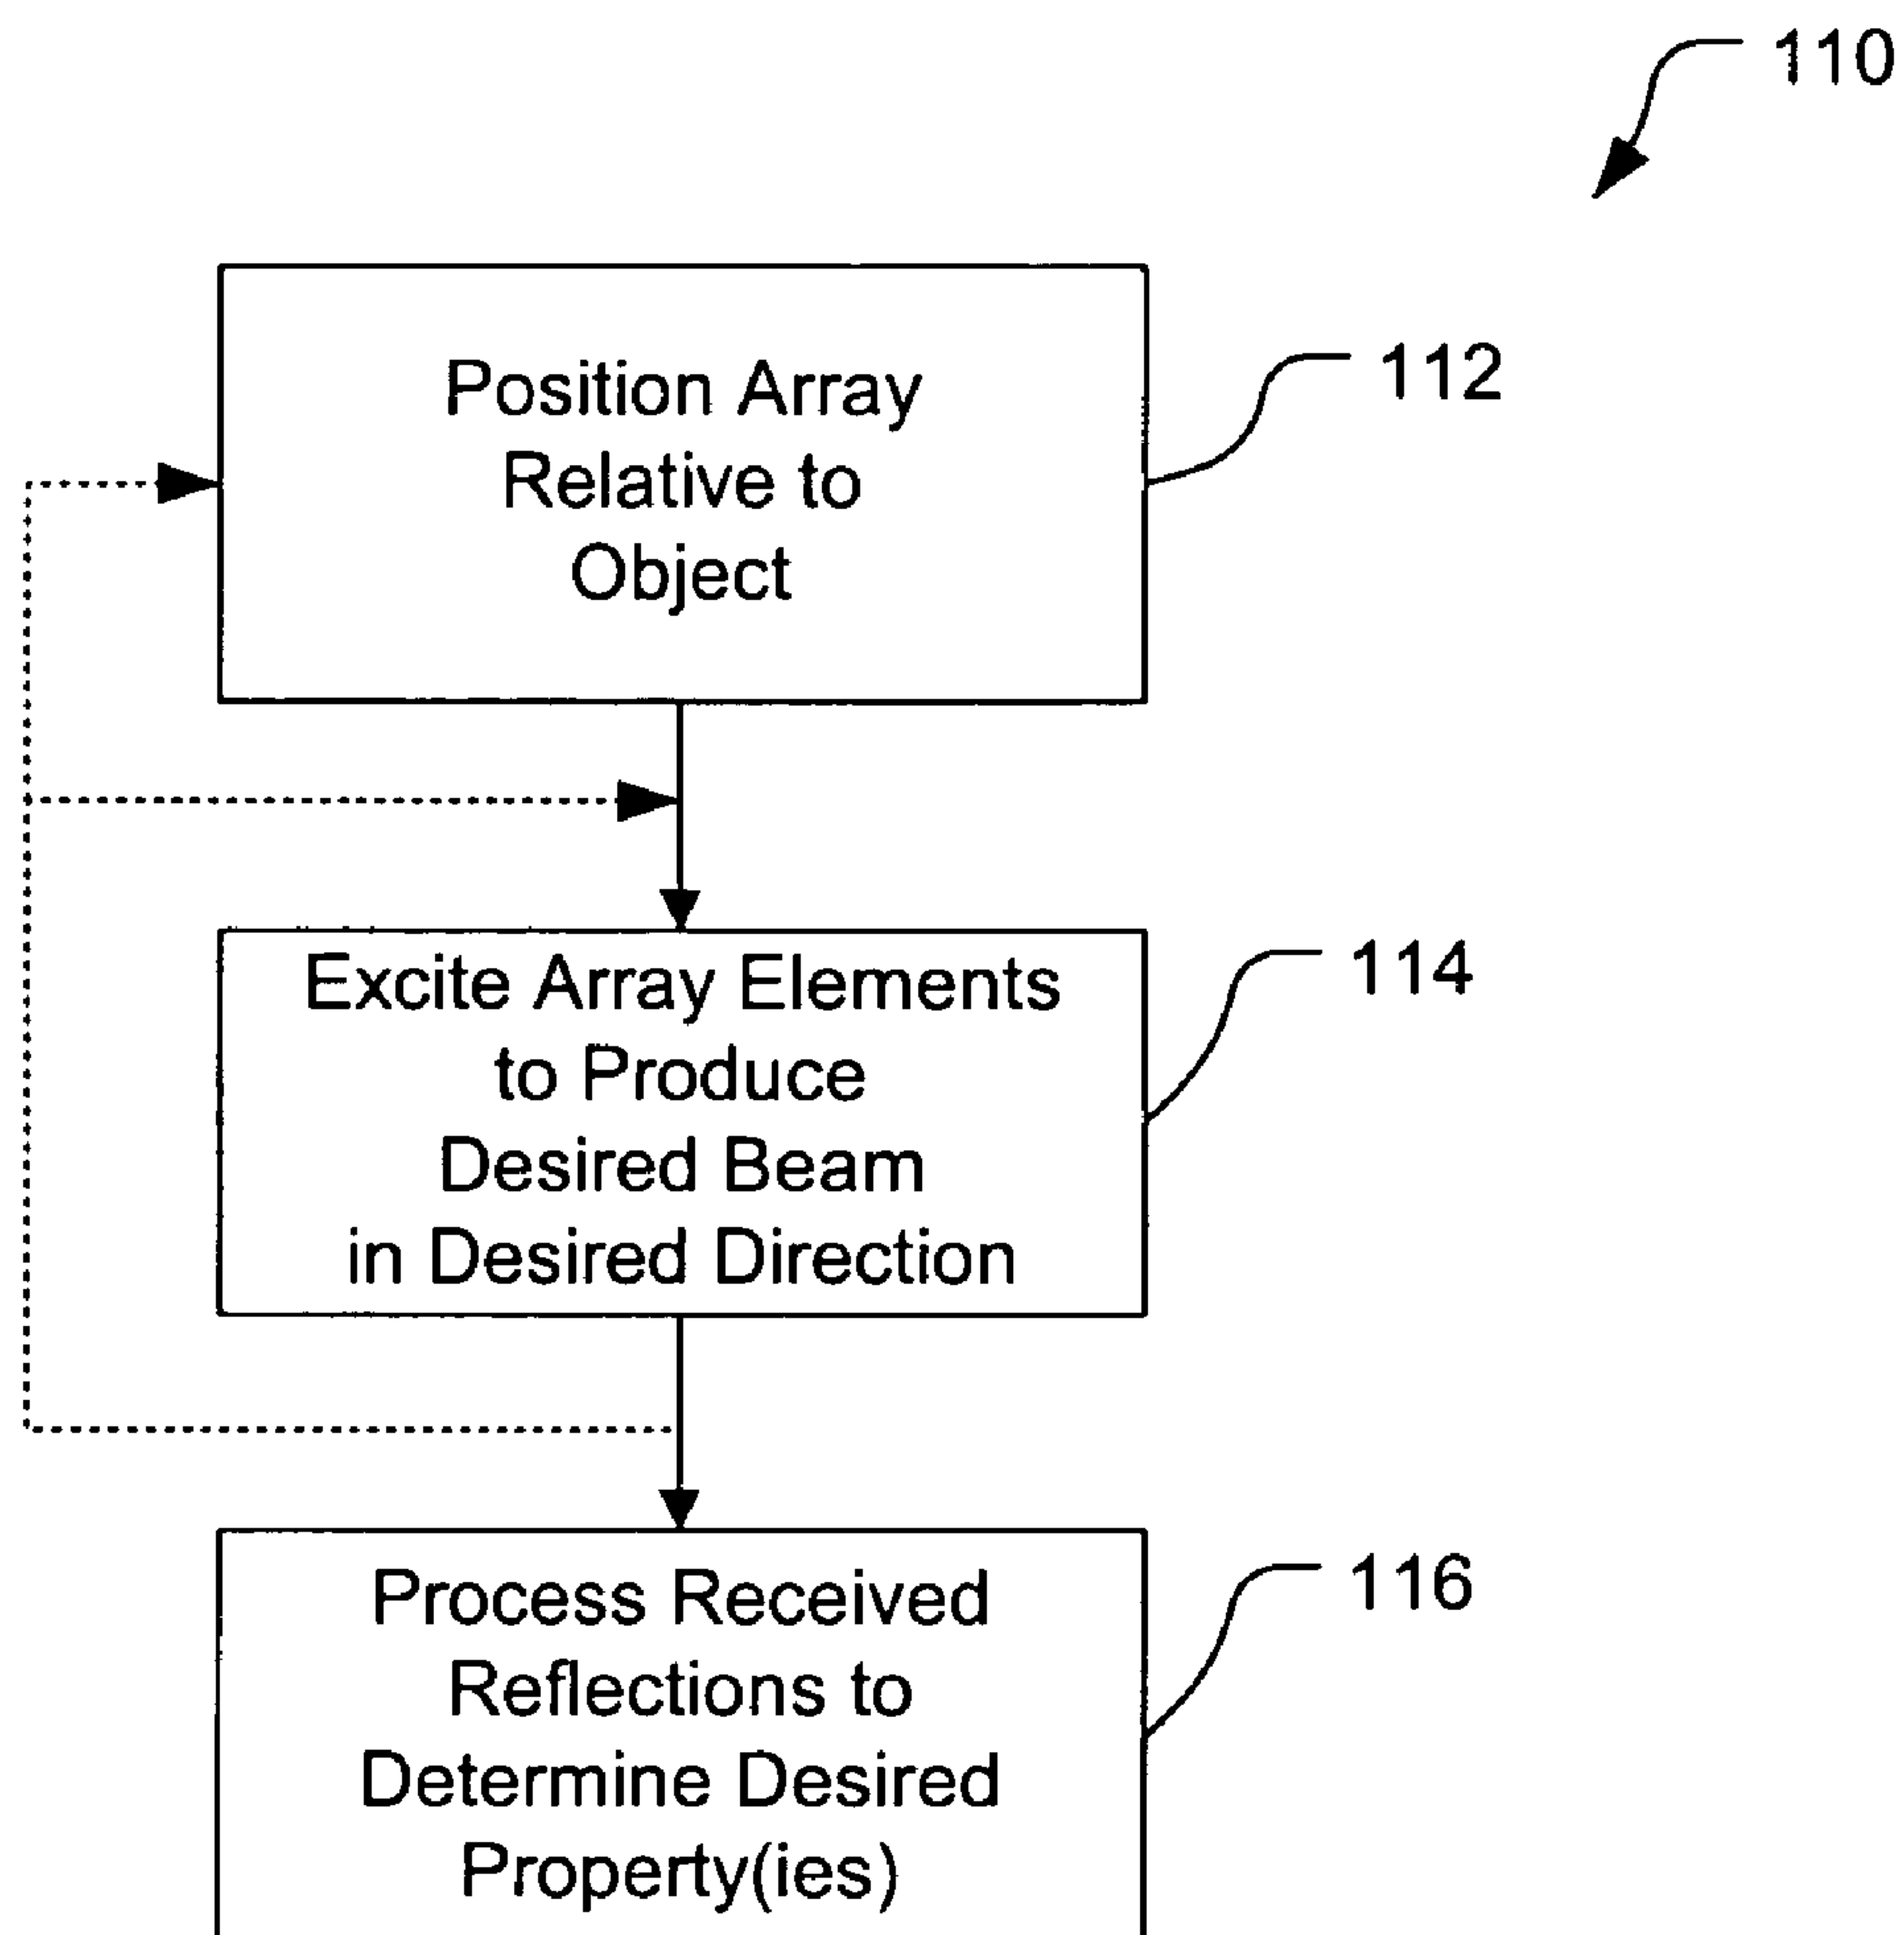 110
Position Array
Relative to
Object
112
Excite Array Elements
to Produce
Desired Beam
in Desired Direction
114
Process Received
Reflections to
Determine Desired
Property(ies)
116